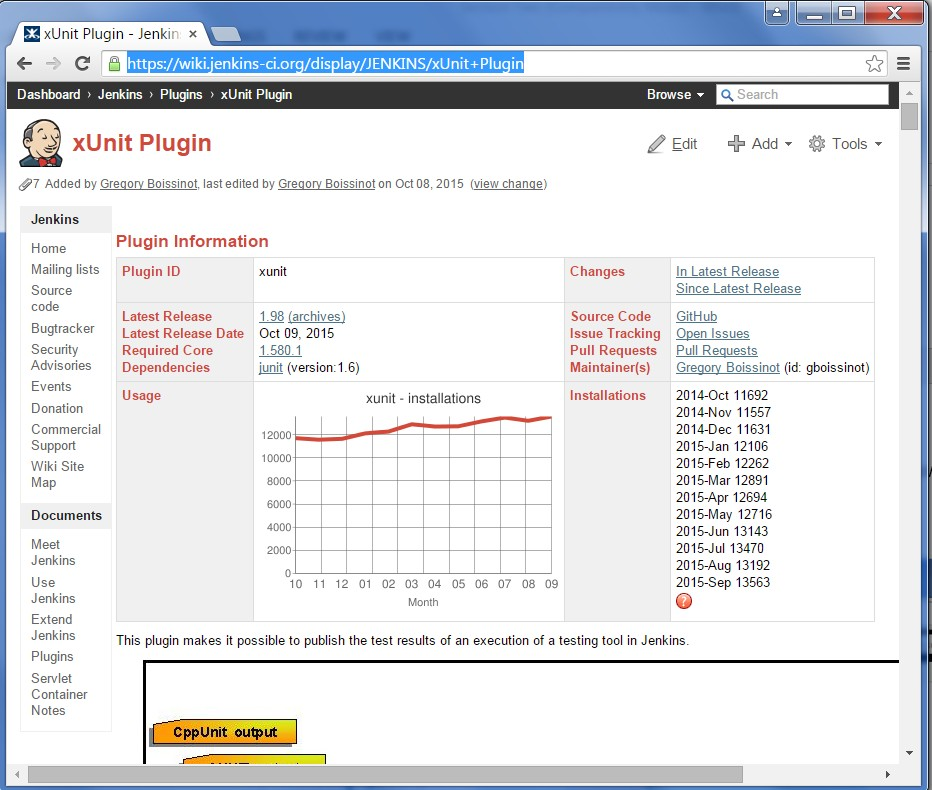 xUnit Plugin - Jenkin
https://wiki.jenkins-ci.org/display/JENKINS/xUnit+Plugin
Dashboard › Jenkins › Plugins › xUnit Plugin Browse Search
xUnit Plugin Edit Add Tools
7 Added by Gregory Boissinot, last edited by Gregory Boissinot on Oct 08, 2015 (view change)
Jenkins
Home
Mailing lists
Source
code
Bugtracker
Security
Advisories
Events
Donation
Commercial
Support
Wiki Site
Map
Documents
Meet
Jenkins
Use
Jenkins
Extend
Jenkins
Plugins
Servlet
Container
Notes
Plugin Information
Plugin ID xunit Changes In Latest Release
Since Latest Release
Latest Release 1.98 (archives) Source Code GitHub
Latest Release Date Oct 09, 2015 Issue Tracking Open Issues
Required Core 1.580.1 Pull Requests Pull Requests
Dependencies junit (version:1.6) Maintainer(s) Gregory Boissinot (id: gboissinot)
Usage
xunit - installations
12000
10000
8000
6000
4000
2000
0
10 11 12 01 02 03 04 05 06 07 08 09
Month
Installations
2014-Oct 11692
2014-Nov 11557
2014-Dec 11631
2015-Jan 12106
2015-Feb 12262
2015-Mar 12891
2015-Apr 12694
2015-May 12716
2015-Jun 13143
2015-Jul 13470
2015-Aug 13192
2015-Sep 13563
?
This plugin makes it possible to publish the test results of an execution of a testing tool in Jenkins.
CppUnit output